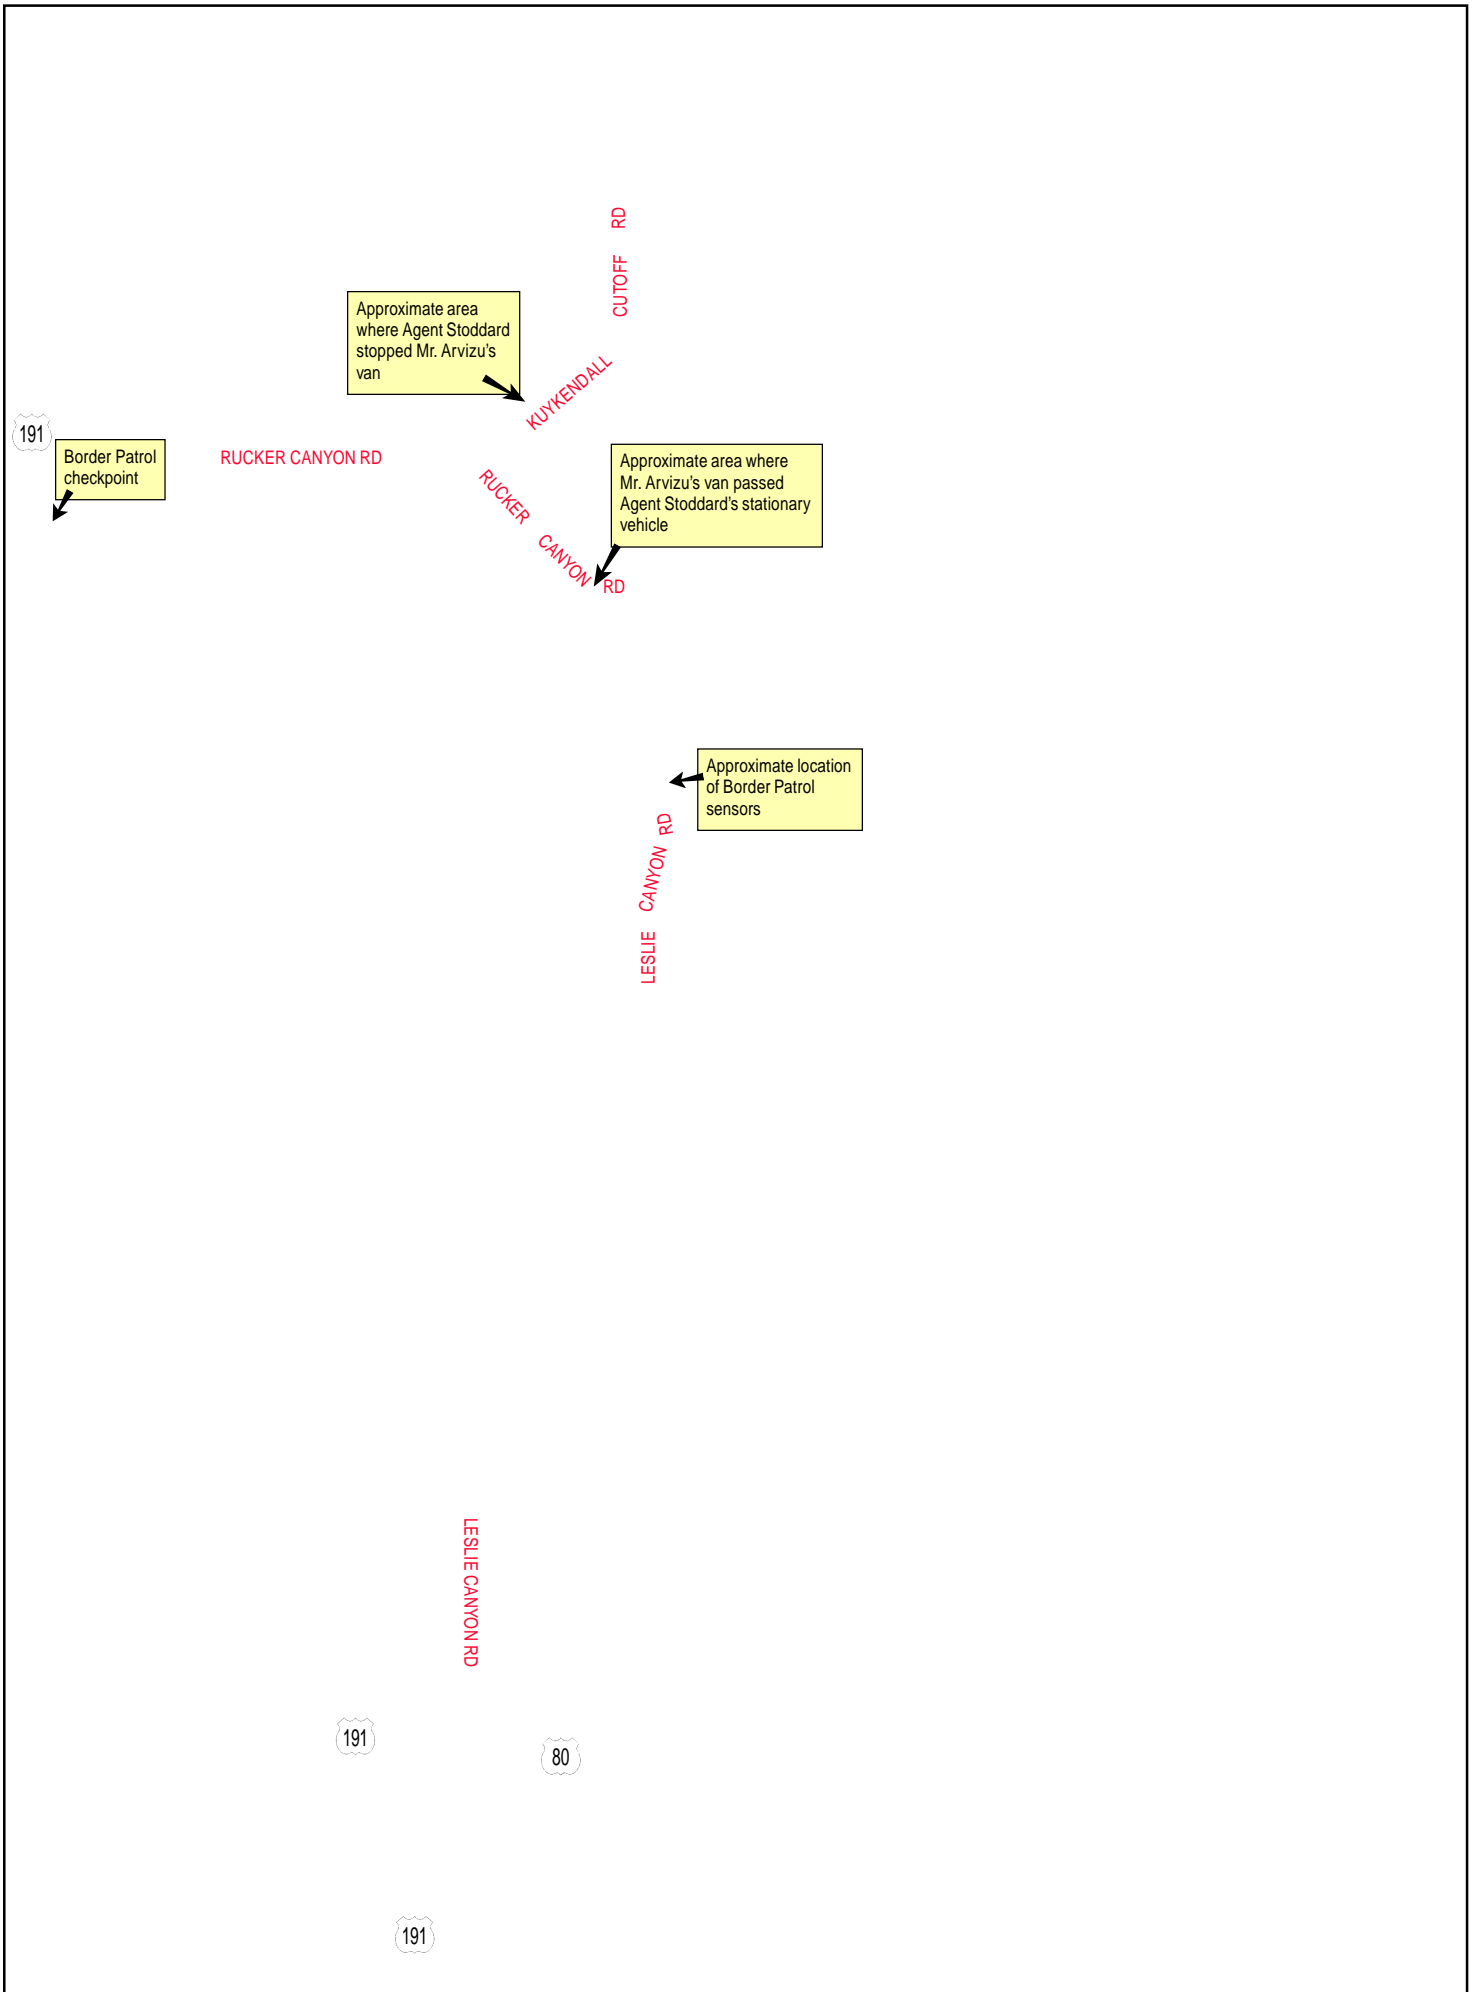 CUTOFF RD
Approximate area
where Agent Stoddard
stopped Mr. Arvizu's
van
KUYKENDALL
191
Border Patrol
checkpoint
RUCKER CANYON RD
RUCKER CANYON RD
Approximate area where
Mr. Arvizu's van passed
Agent Stoddard's stationary
vehicle
Approximate location
of Border Patrol
sensors
LESLIE CANYON RD
LESLIE CANYON RD
191
80
191